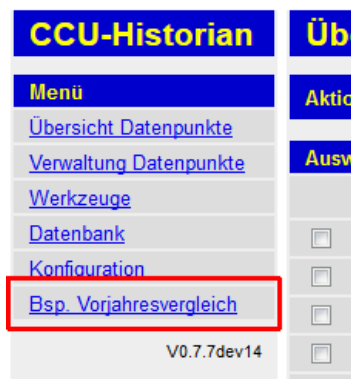 CCU-Historian
Menü
Übersicht Datenpunkte
Verwaltung Datenpunkte
Werkzeuge
Datenbank
Konfiguration
Bsp. Vorjahresvergleich
V0.7.7dev14